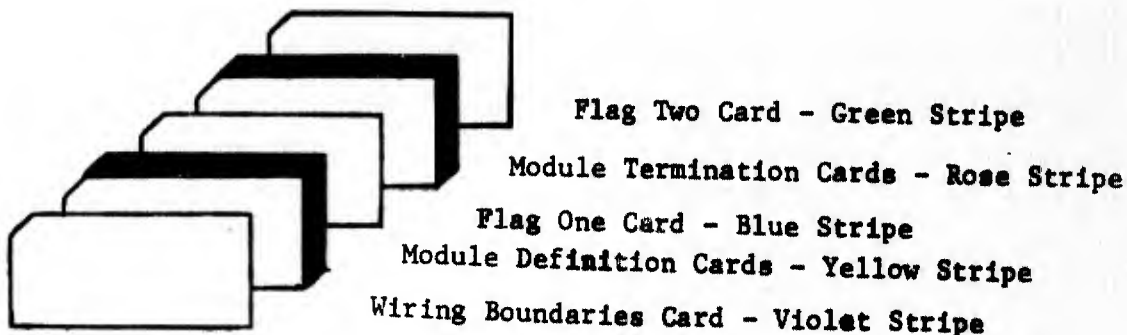 Flag Two Card - Green Stripe
Module Termination Cards - Rose Stripe
Flag One Card - Blue Stripe
Module Definition Cards - Yellow Stripe
Wiring Boundaries Card - Violet Stripe